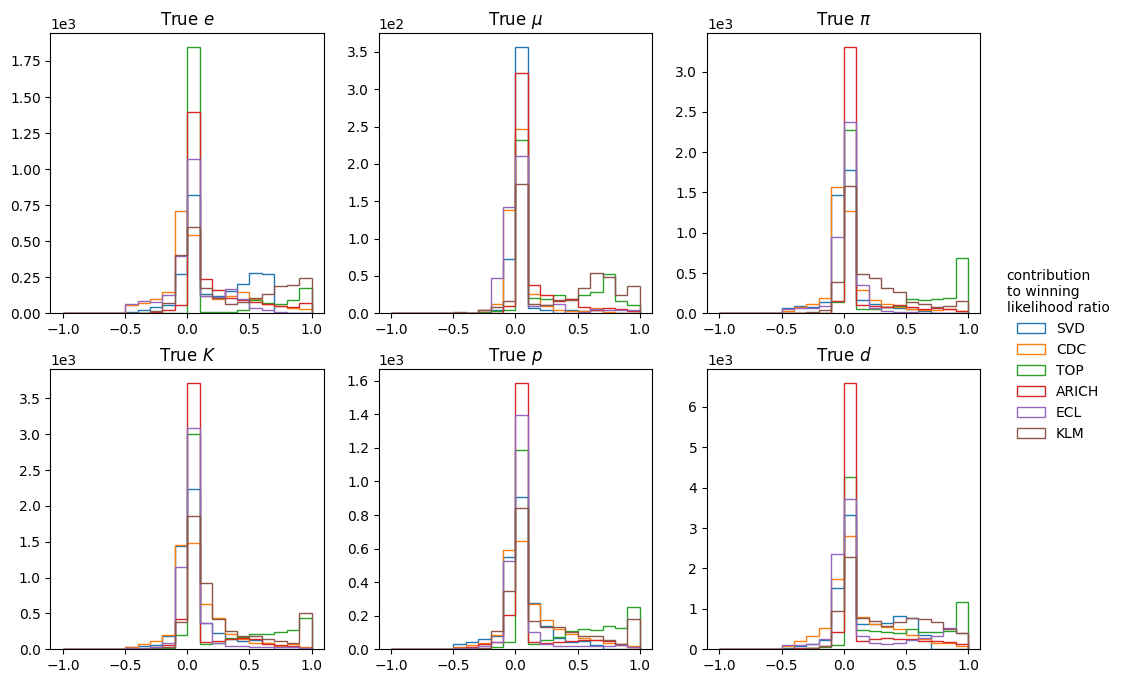 True e
1e3
1.75
1.50
1.25
1.00
0.75
0.50
0.25
0.00
−1.0 −0.5 0.0 0.5 1.0
True μ
1e2
3.5
3.0
2.5
2.0
1.5
1.0
0.5
0.0
−1.0 −0.5 0.0 0.5 1.0
True π
1e3
3.0
2.5
2.0
1.5
1.0
0.5
0.0
−1.0 −0.5 0.0 0.5 1.0
contribution
to winning
likelihood ratio
SVD
CDC
TOP
ARICH
ECL
KLM
True K
1e3
3.5
3.0
2.5
2.0
1.5
1.0
0.5
0.0
−1.0 −0.5 0.0 0.5 1.0
True p
1e3
1.6
1.4
1.2
1.0
0.8
0.6
0.4
0.2
0.0
−1.0 −0.5 0.0 0.5 1.0
True d
1e3
6
5
4
3
2
1
0
−1.0 −0.5 0.0 0.5 1.0